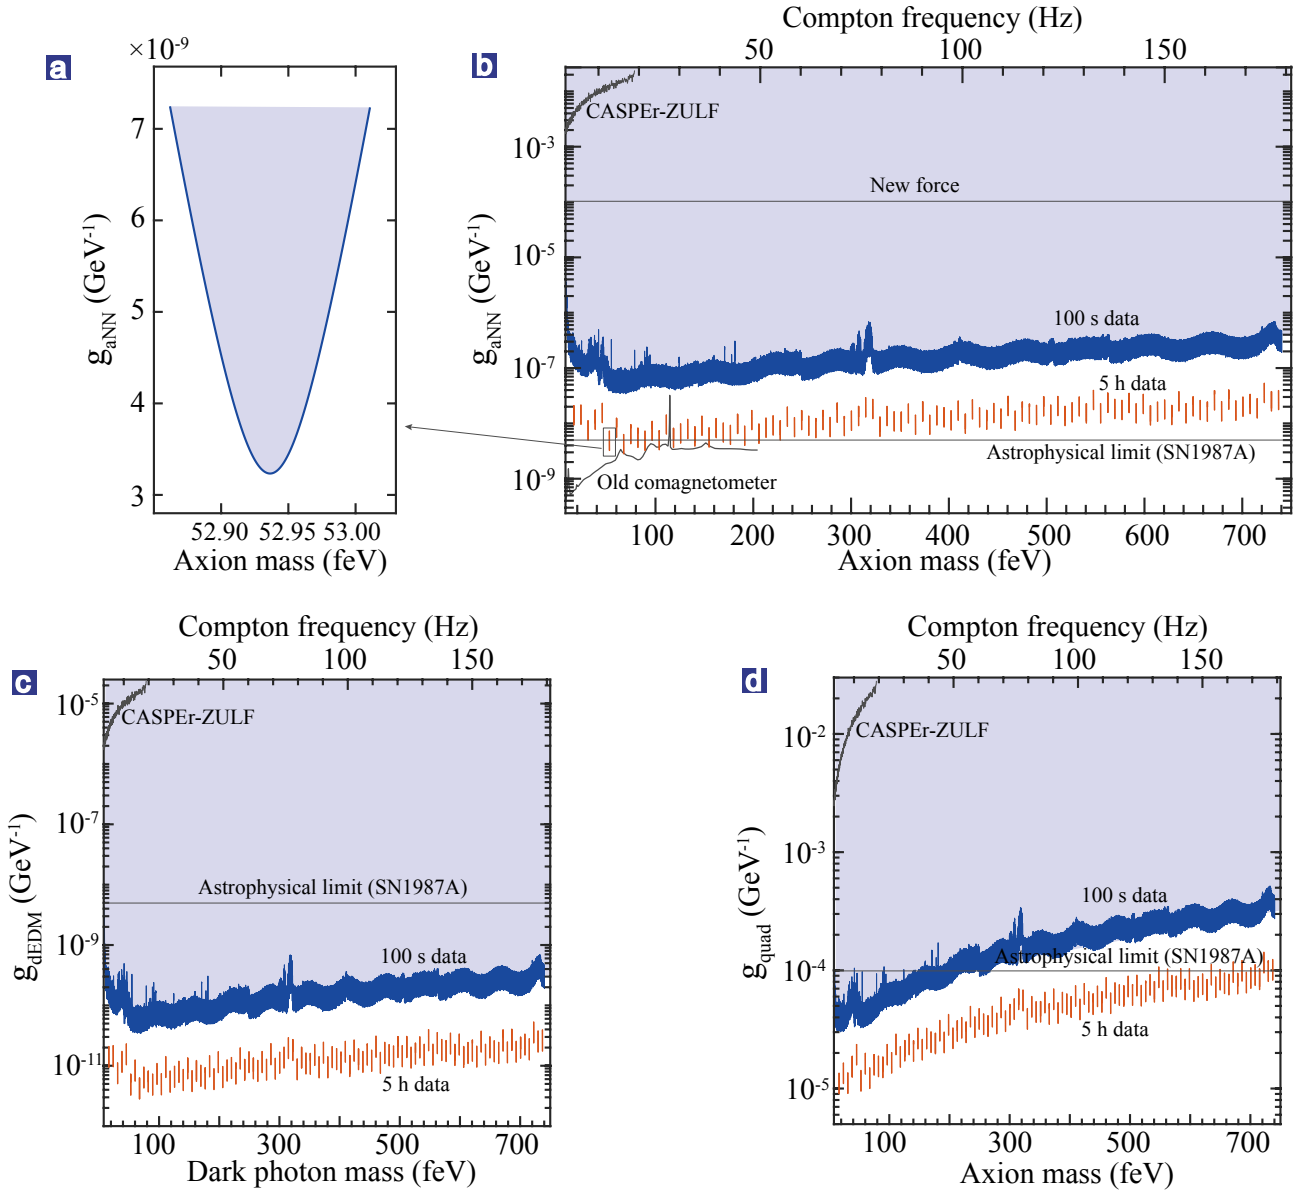 a
×10⁻⁹
7
6
5
4
3
g_aNN (GeV⁻¹)
52.90 52.95 53.00
Axion mass (feV)
b
Compton frequency (Hz)
50 100 150
CASPEr-ZULF
New force
100 s data
5 h data
Astrophysical limit (SN1987A)
Old comagnetometer
10⁻³
10⁻⁵
10⁻⁷
10⁻⁹
g_aNN (GeV⁻¹)
100 200 300 400 500 600 700
Axion mass (feV)
c
Compton frequency (Hz)
50 100 150
CASPEr-ZULF
Astrophysical limit (SN1987A)
100 s data
5 h data
10⁻⁵
10⁻⁷
10⁻⁹
10⁻¹¹
g_dEDM (GeV⁻¹)
100 300 500 700
Dark photon mass (feV)
d
Compton frequency (Hz)
50 100 150
CASPEr-ZULF
100 s data
Astrophysical limit (SN1987A)
5 h data
10⁻²
10⁻³
10⁻⁴
10⁻⁵
g_quad (GeV⁻¹)
100 300 500 700
Axion mass (feV)